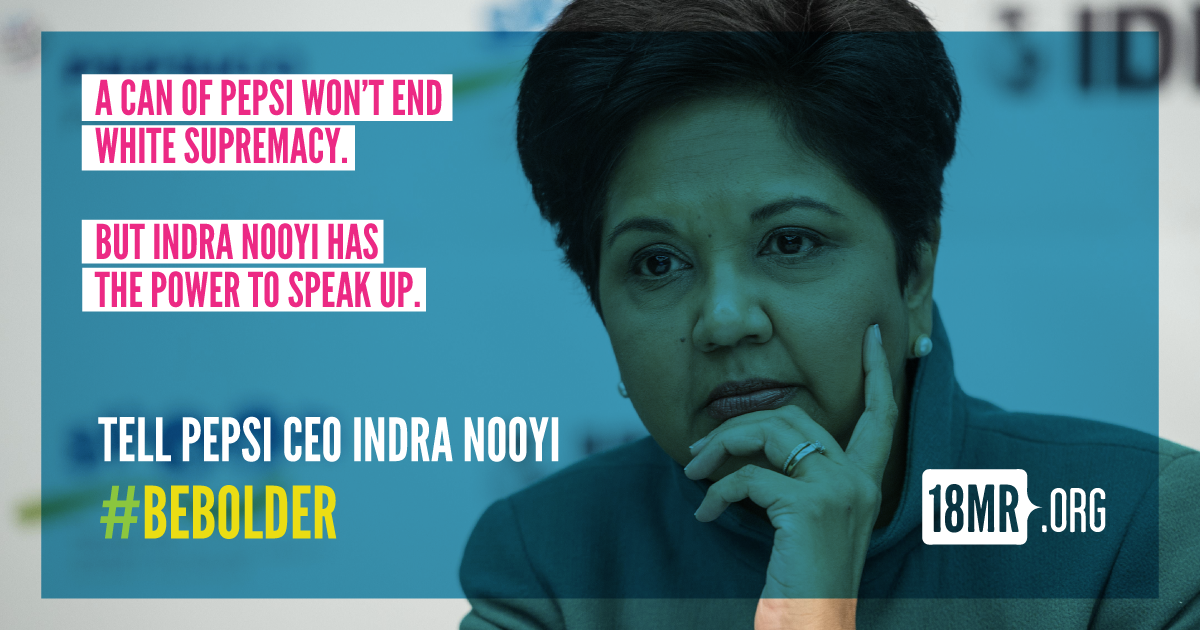 A CAN OF PEPSI WON'T END
WHITE SUPREMACY.
BUT INDRA NOOYI HAS
THE POWER TO SPEAK UP.
TELL PEPSI CEO INDRA NOOYI
#BEBOLDER
18MR.ORG